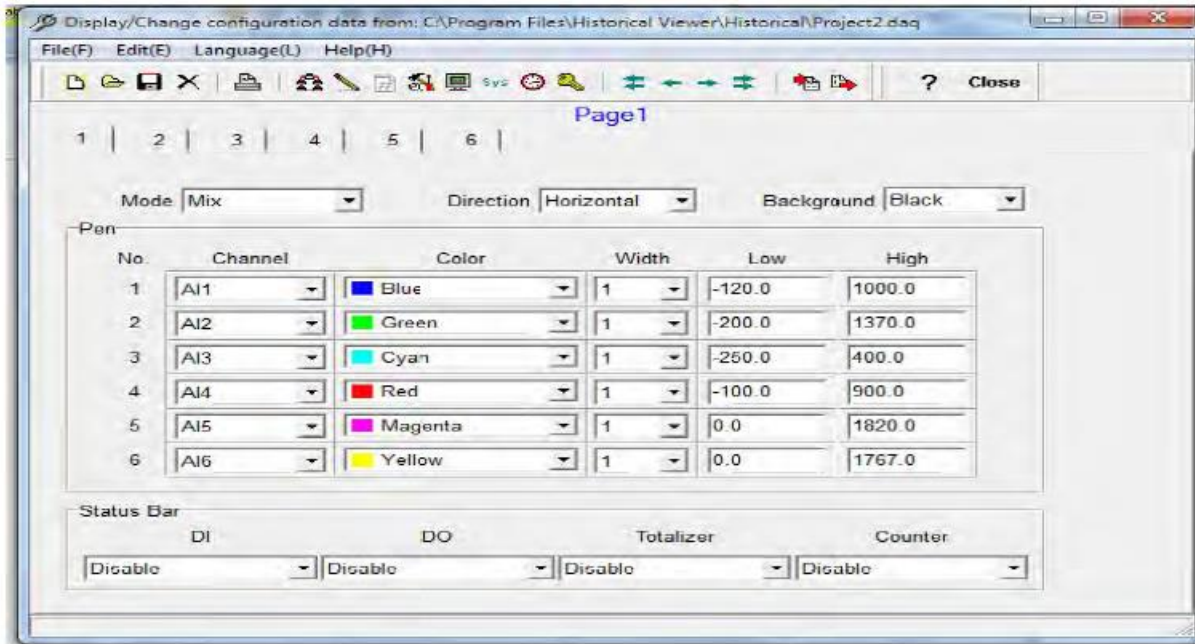 Display/Change configuration data from: C:\Program Files\Historical Viewer\Historical\Project2.daq
File(F) Edit(E) Language(L) Help(H)
Sys ? Close
Page1
1 2 3 4 5 6
Mode Mix Direction Horizontal Background Black
Pen
No. Channel Color Width Low High
1 AI1 Blue 1 -120.0 1000.0
2 AI2 Green 1 -200.0 1370.0
3 AI3 Cyan 1 -250.0 400.0
4 AI4 Red 1 -100.0 900.0
5 AI5 Magenta 1 0.0 1820.0
6 AI6 Yellow 1 0.0 1767.0
Status Bar
DI DO Totalizer Counter
Disable Disable Disable Disable